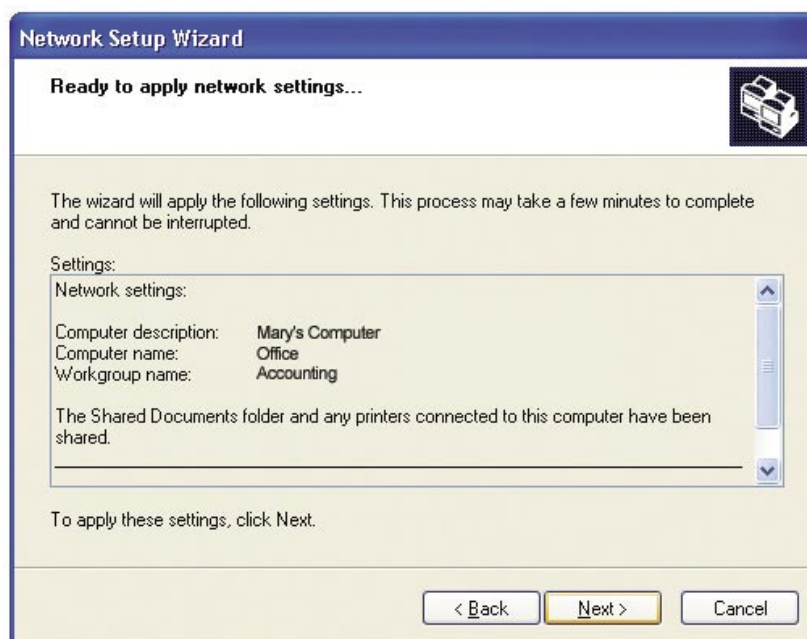 Network Setup Wizard
Ready to apply network settings...
The wizard will apply the following settings. This process may take a few minutes to complete
and cannot be interrupted.
Settings:
Network settings:
Computer description: Mary's Computer
Computer name: Office
Workgroup name: Accounting
The Shared Documents folder and any printers connected to this computer have been
shared.
To apply these settings, click Next.
< Back Next > Cancel